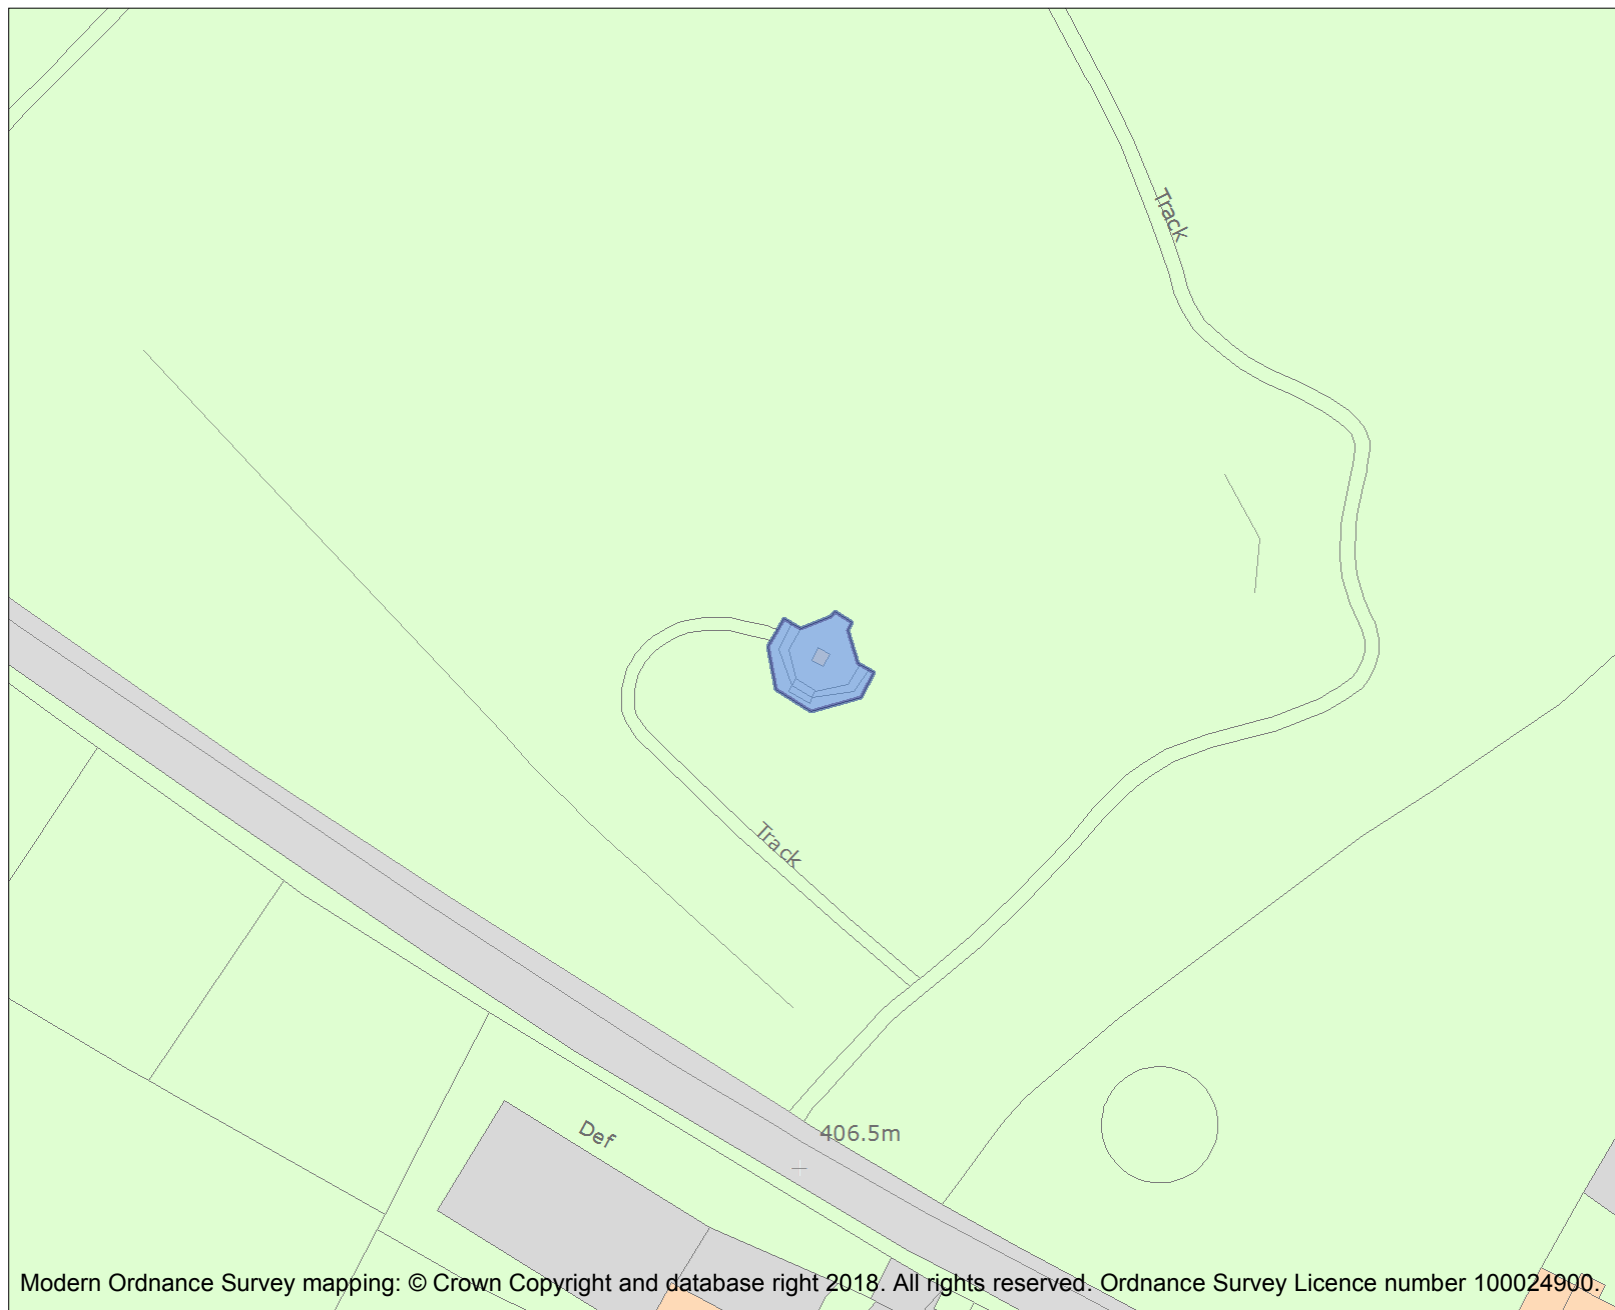 Track
Track
406.5m
Def
Modern Ordnance Survey mapping: © Crown Copyright and database right 2018. All rights reserved. Ordnance Survey Licence number 100024900.